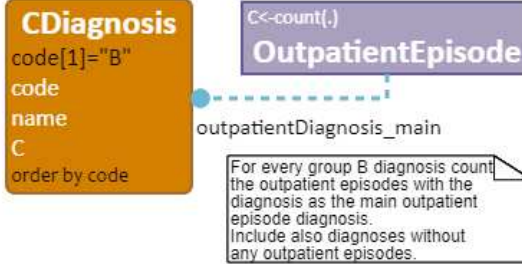 CDiagnosis
code[1]="B"
code
name
C
order by code
C<-count(.)
OutpatientEpisode
outpatientDiagnosis_main
For every group B diagnosis count
the outpatient episodes with the
diagnosis as the main outpatient
episode diagnosis.
Include also diagnoses without
any outpatient episodes.